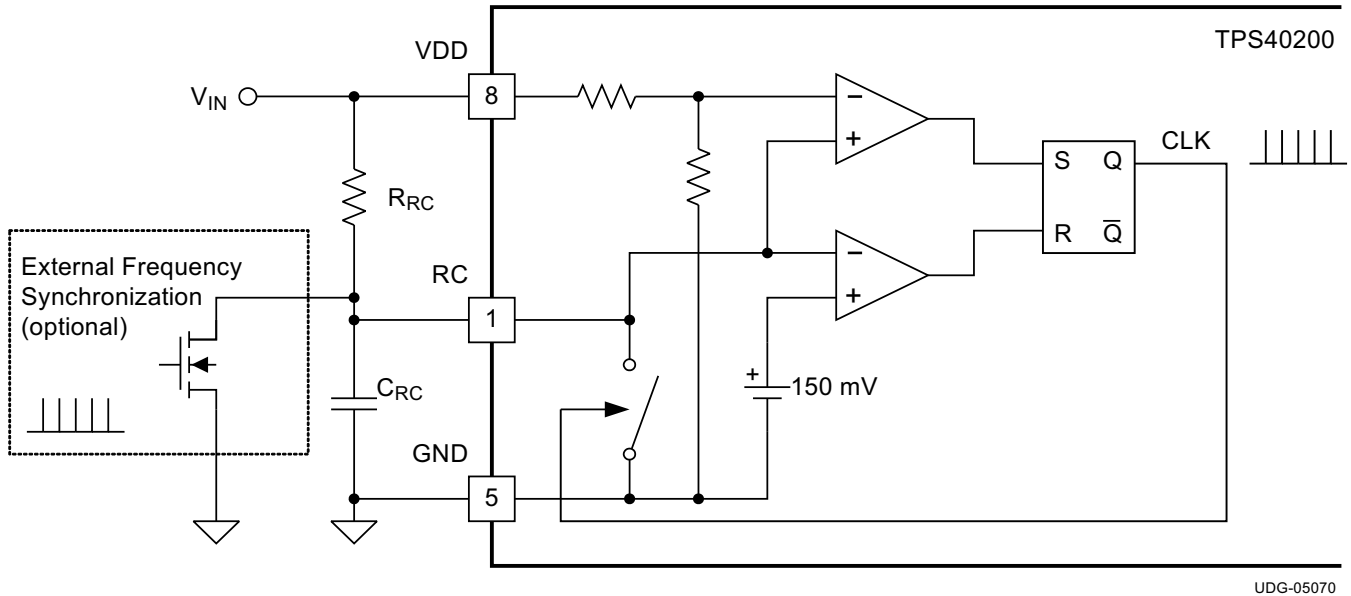 TPS40200
VDD
V_IN
8
−
+
CLK
S Q
R Q̅
R_RC
External Frequency
Synchronization
(optional)
RC
1
−
+
+
150 mV
C_RC
GND
5
UDG-05070